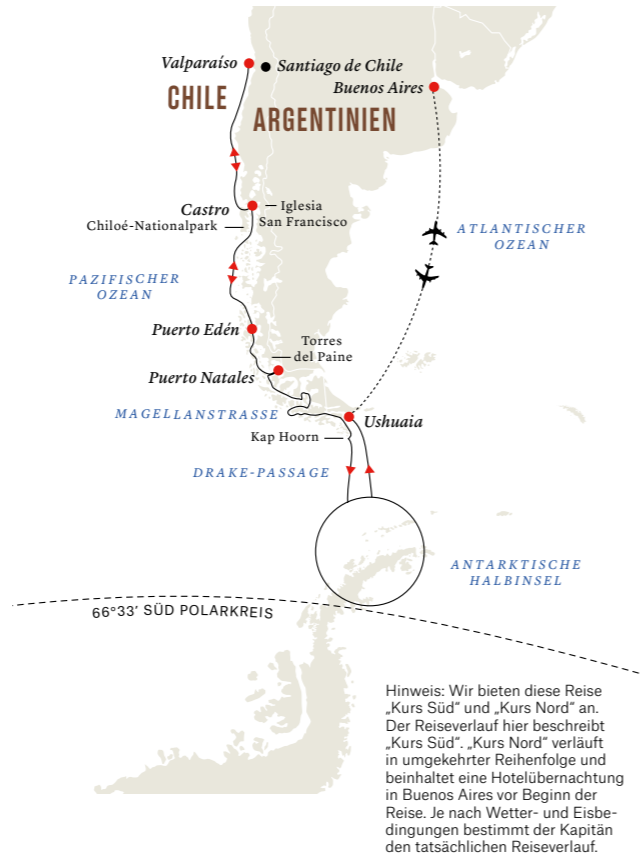 Valparaíso
Santiago de Chile
Buenos Aires
CHILE
ARGENTINIEN
Castro
Iglesia
San Francisco
Chiloé-Nationalpark
ATLANTISCHER
OZEAN
PAZIFISCHER
OZEAN
Puerto Edén
Torres
del Paine
Puerto Natales
MAGELLANSTRASSE
Ushuaia
Kap Hoorn
DRAKE-PASSAGE
ANTARKTISCHE
HALBINSEL
66°33’ SÜD POLARKREIS
Hinweis: Wir bieten diese Reise
„Kurs Süd“ und „Kurs Nord“ an.
Der Reiseverlauf hier beschreibt
„Kurs Süd“. „Kurs Nord“ verläuft
in umgekehrter Reihenfolge und
beinhaltet eine Hotelübernachtung
in Buenos Aires vor Beginn der
Reise. Je nach Wetter- und Eisbe-
dingungen bestimmt der Kapitän
den tatsächlichen Reiseverlauf.